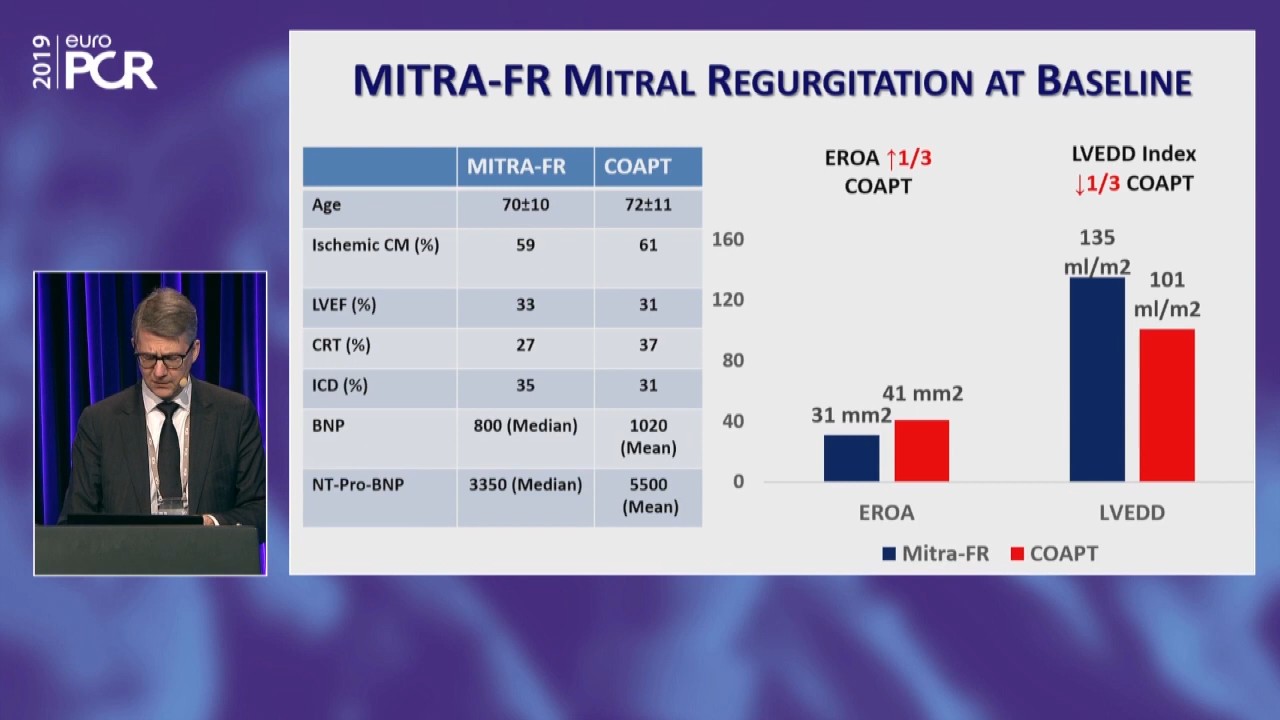 2019
euro
PCR
MITRA-FR MITRAL REGURGITATION AT BASELINE
MITRA-FR COAPT
Age 70±10 72±11
Ischemic CM (%) 59 61
LVEF (%) 33 31
CRT (%) 27 37
ICD (%) 35 31
BNP 800 (Median) 1020
(Mean)
NT-Pro-BNP 3350 (Median) 5500
(Mean)
EROA ↑1/3
COAPT
LVEDD Index
↓1/3 COAPT
160
120
80
40
0
31 mm2
41 mm2
135
ml/m2
101
ml/m2
EROA
LVEDD
Mitra-FR COAPT